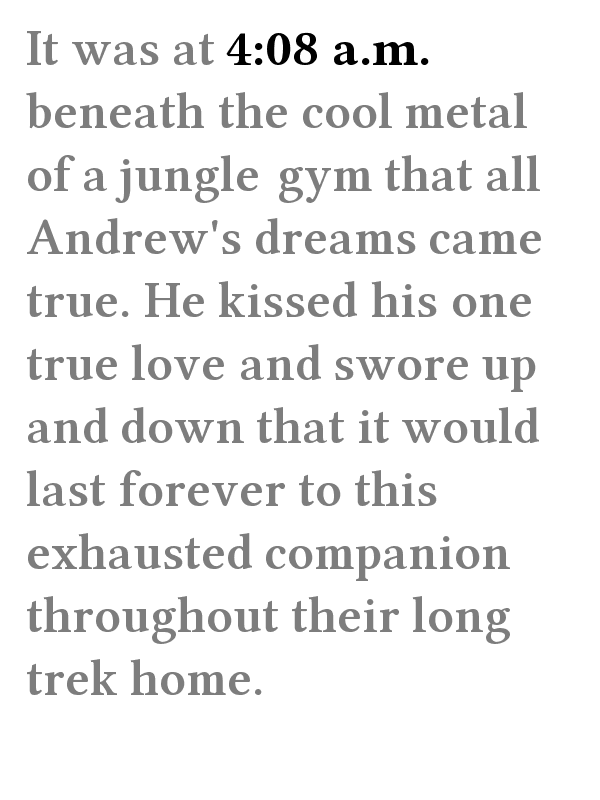 It was at 4:08 a.m.
beneath the cool metal
of a jungle gym that all
Andrew's dreams came
true. He kissed his one
true love and swore up
and down that it would
last forever to this
exhausted companion
throughout their long
trek home.